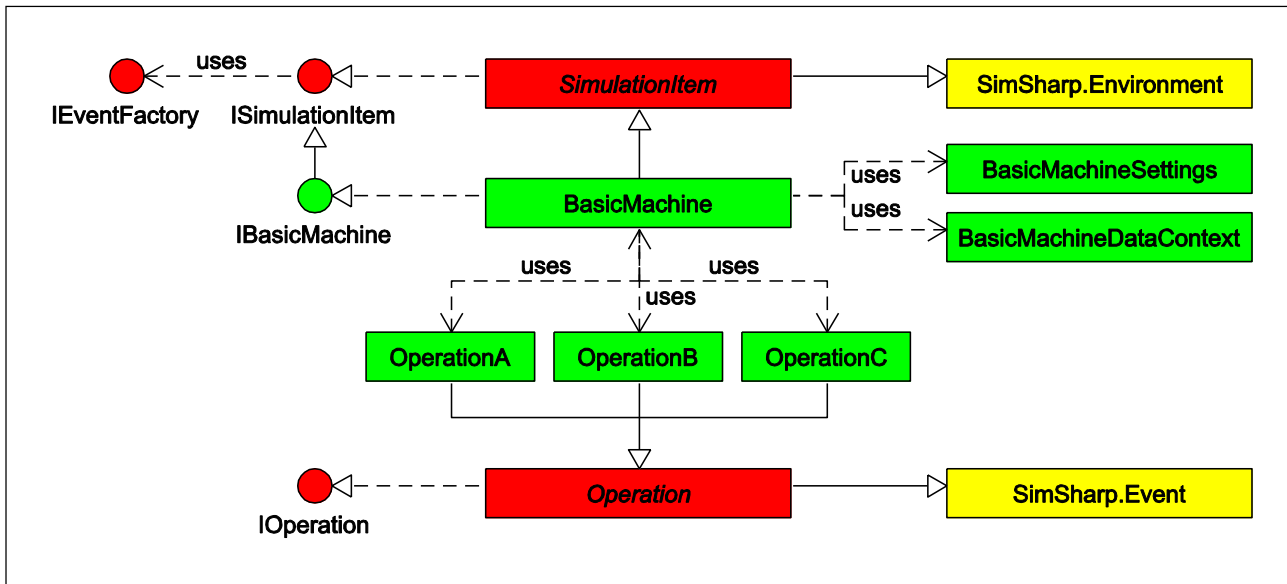 uses
IEventFactory
ISimulationItem
SimulationItem
SimSharp.Environment
IBasicMachine
BasicMachine
uses
BasicMachineSettings
uses
BasicMachineDataContext
uses
uses
uses
OperationA
OperationB
OperationC
IOperation
Operation
SimSharp.Event